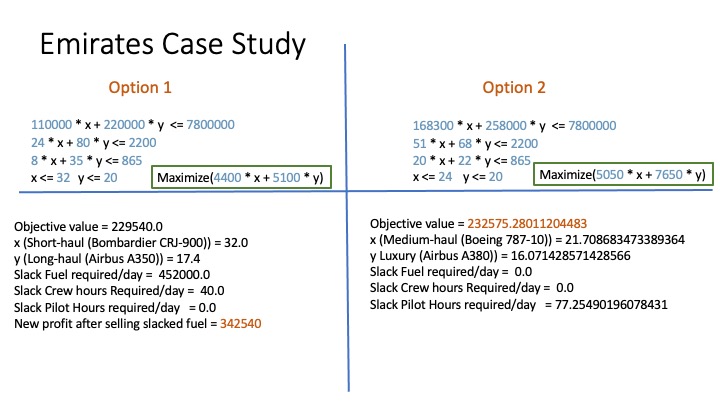 Emirates Case Study
Option 1
110000 * x + 220000 * y <= 7800000
24 * x + 80 * y <= 2200
8 * x + 35 * y <= 865
x <= 32 y <= 20
Maximize(4400 * x + 5100 * y)
Objective value = 229540.0
x (Short-haul (Bombardier CRJ-900)) = 32.0
y (Long-haul (Airbus A350)) = 17.4
Slack Fuel required/day = 452000.0
Slack Crew hours Required/day = 40.0
Slack Pilot Hours required/day = 0.0
New profit after selling slacked fuel = 342540
Option 2
168300 * x + 258000 * y <= 7800000
51 * x + 68 * y <= 2200
20 * x + 22 * y <= 865
x <= 24 y <= 20
Maximize(5050 * x + 7650 * y)
Objective value = 232575.28011204483
x (Medium-haul (Boeing 787-10)) = 21.708683473389364
y Luxury (Airbus A380)) = 16.071428571428566
Slack Fuel required/day = 0.0
Slack Crew hours Required/day = 0.0
Slack Pilot Hours required/day = 77.25490196078431